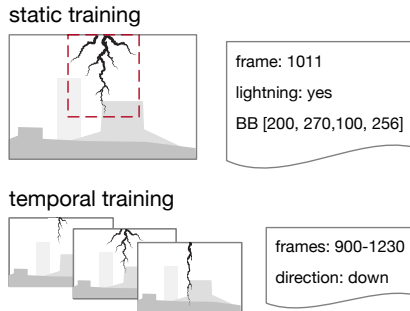 static training
frame: 1011
lightning: yes
BB [200, 270,100, 256]
temporal training
frames: 900-1230
direction: down